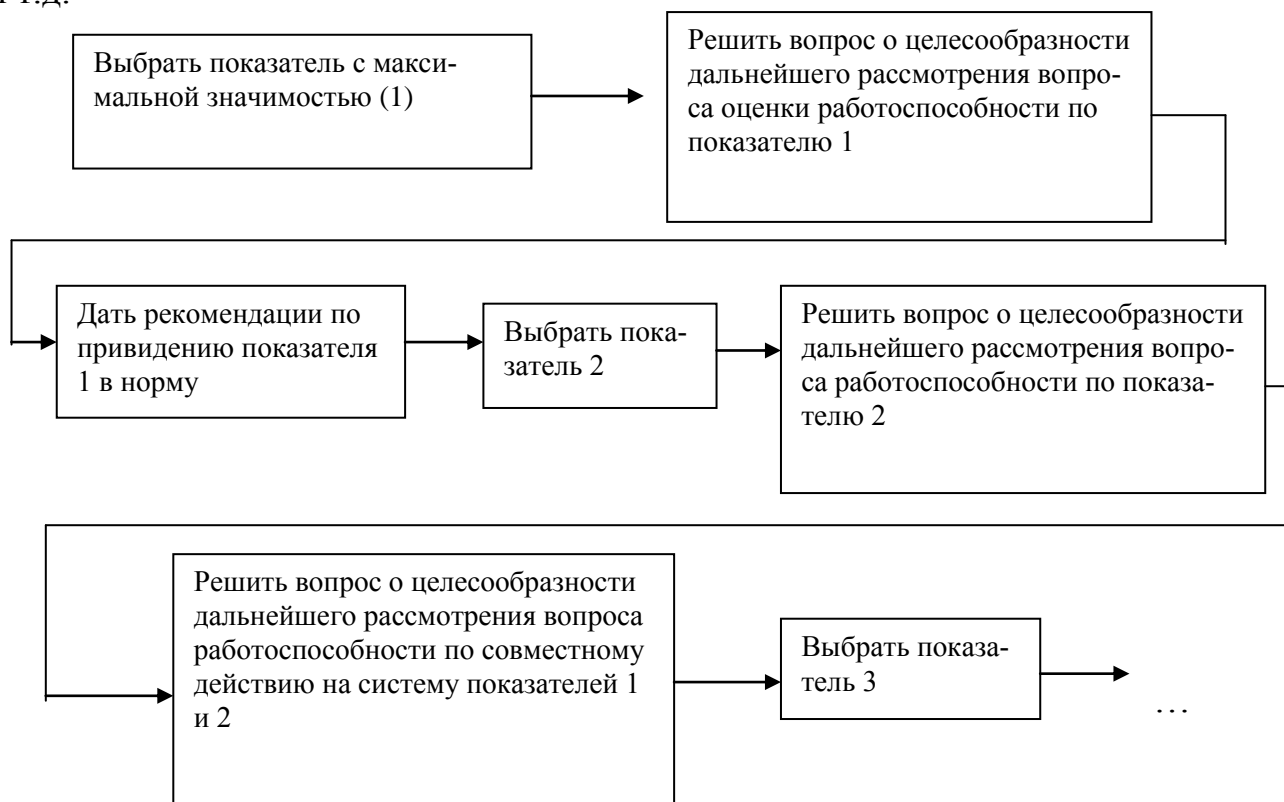 и т.д.
Выбрать показатель с макси-
мальной значимостью (1)
Решить вопрос о целесообразности
дальнейшего рассмотрения вопро-
са оценки работоспособности по
показателю 1
Дать рекомендации по
привидению показателя
1 в норму
Выбрать пока-
затель 2
Решить вопрос о целесообразности
дальнейшего рассмотрения вопро-
са работоспособности по показа-
телю 2
Решить вопрос о целесообразности
дальнейшего рассмотрения вопроса
работоспособности по совместному
действию на систему показателей 1
и 2
Выбрать показа-
тель 3
…